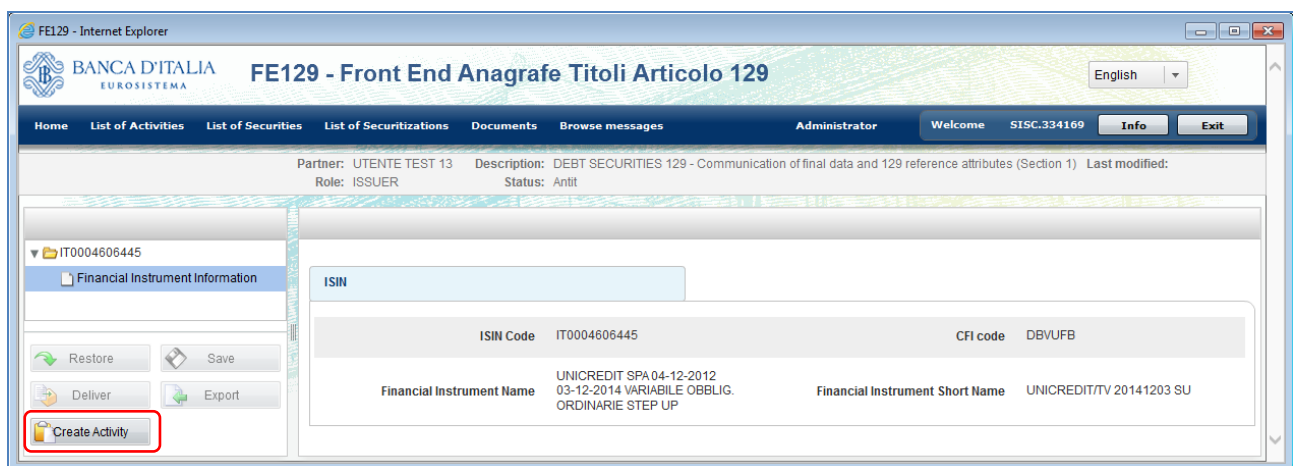 FE129 - Internet Explorer
BANCA D'ITALIA
EUROSISTEMA
FE129 - Front End Anagrafe Titoli Articolo 129
English
Home List of Activities List of Securities List of Securitizations Documents Browse messages Administrator Welcome SISC.334169 Info Exit
Partner: UTENTE TEST 13 Description: DEBT SECURITIES 129 - Communication of final data and 129 reference attributes (Section 1) Last modified:
Role: ISSUER Status: Antit
IT0004606445
Financial Instrument Information
Restore Save
Deliver Export
Create Activity
ISIN
ISIN Code IT0004606445 CFI code DBVUFB
Financial Instrument Name UNICREDIT SPA 04-12-2012
03-12-2014 VARIABILE OBBLIG.
ORDINARIE STEP UP
Financial Instrument Short Name UNICREDIT/TV 20141203 SU